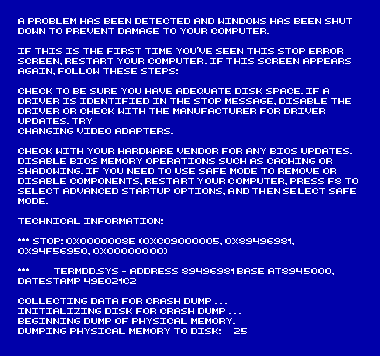 A PROBLEM HAS BEEN DETECTED AND WINDOWS HAS BEEN SHUT
DOWN TO PREVENT DAMAGE TO YOUR COMPUTER.
IF THIS IS THE FIRST TIME YOU'VE SEEN THIS STOP ERROR
SCREEN, RESTART YOUR COMPUTER. IF THIS SCREEN APPEARS
AGAIN, FOLLOW THESE STEPS:
CHECK TO BE SURE YOU HAVE ADEQUATE DISK SPACE. IF A
DRIVER IS IDENTIFIED IN THE STOP MESSAGE, DISABLE THE
DRIVER OR CHECK WITH THE MANUFACTURER FOR DRIVER
UPDATES. TRY
CHANGING VIDEO ADAPTERS.
CHECK WITH YOUR HARDWARE VENDOR FOR ANY BIOS UPDATES.
DISABLE BIOS MEMORY OPERATIONS SUCH AS CACHING OR
SHADOWING. IF YOU NEED TO USE SAFE MODE TO REMOVE OR
DISABLE COMPONENTS, RESTART YOUR COMPUTER, PRESS F8 TO
SELECT ADVANCED STARTUP OPTIONS, AND THEN SELECT SAFE
MODE.
TECHNICAL INFORMATION:
*** STOP: 0X0000008E (0XC09000005, 0X89496981,
0X94F56950, 0X00000000)
*** TERMDD.SYS - ADDRESS 89496981 BASE AT8945000,
DATESTAMP 49E021C2
COLLECTING DATA FOR CRASH DUMP ...
INITIALIZING DISK FOR CRASH DUMP ...
BEGINNING DUMP OF PHYSICAL MEMORY.
DUMPING PHYSICAL MEMORY TO DISK: 25